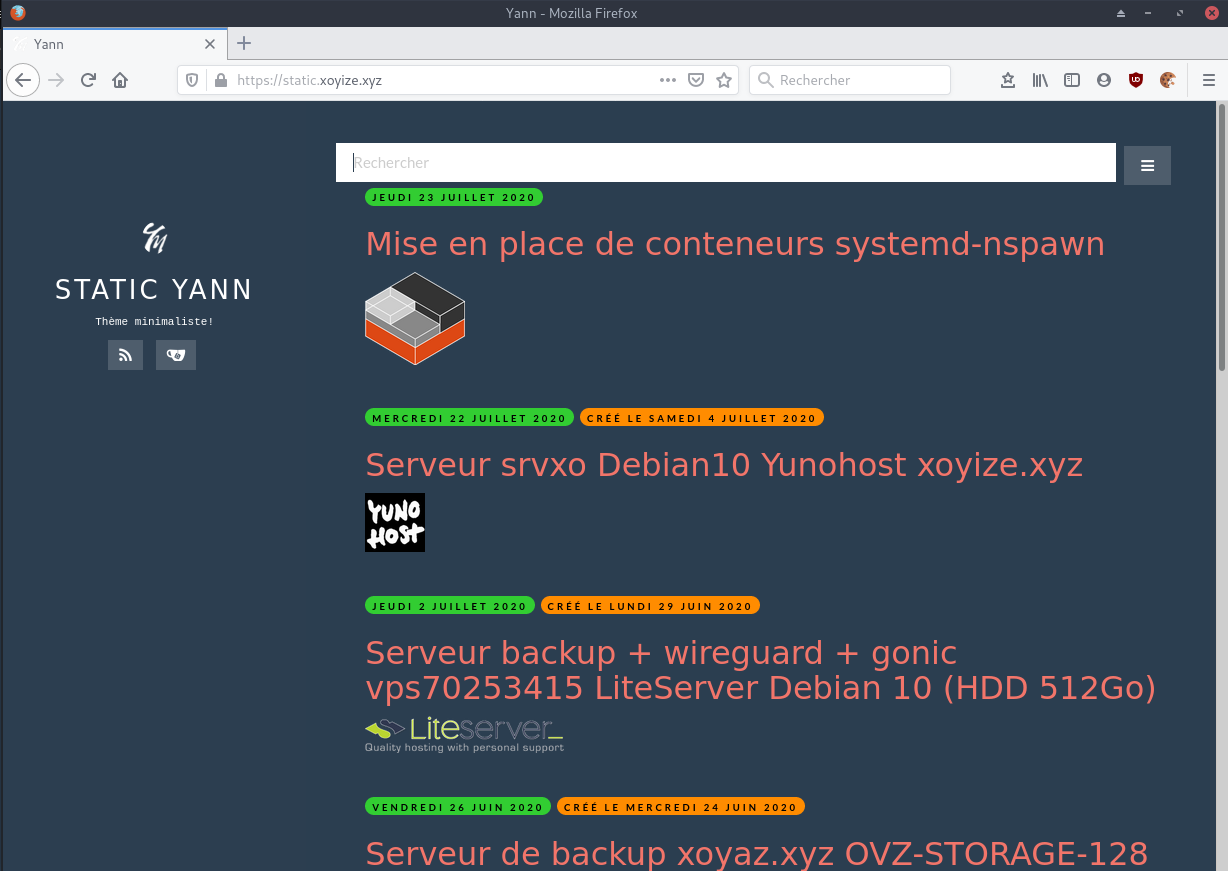 Yann - Mozilla Firefox
Yann
https://static.xoyize.xyz
Rechercher
Rechercher
JEUDI 23 JUILLET 2020
Mise en place de conteneurs systemd-nspawn
STATIC YANN
Thème minimaliste!
MERCREDI 22 JUILLET 2020 CRÉÉ LE SAMEDI 4 JUILLET 2020
Serveur srvxo Debian10 Yunohost xoyize.xyz
YUNO
HOST
JEUDI 2 JUILLET 2020 CRÉÉ LE LUNDI 29 JUIN 2020
Serveur backup + wireguard + gonic
vps70253415 LiteServer Debian 10 (HDD 512Go)
Liteserver_
Quality hosting with personal support
VENDREDI 26 JUIN 2020 CRÉÉ LE MERCREDI 24 JUIN 2020
Serveur de backup xoyaz.xyz OVZ-STORAGE-128